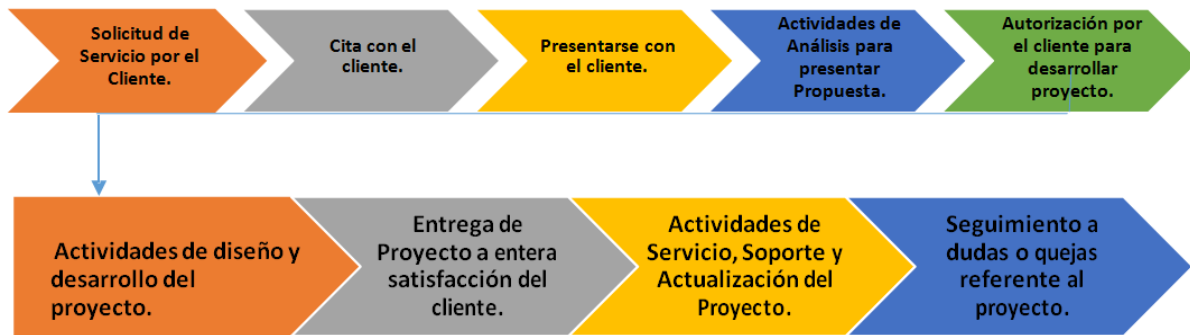 Solicitud de
Servicio por el
Cliente.
Cita con el
cliente.
Presentarse con
el cliente.
Actividades de
Análisis para
presentar
Propuesta.
Autorización por
el cliente para
desarrollar
proyecto.
Actividades de diseño y
desarrollo del
proyecto.
Entrega de
Proyecto a entera
satisfacción del
cliente.
Actividades de
Servicio, Soporte y
Actualización del
Proyecto.
Seguimiento a
dudas o quejas
referente al
proyecto.